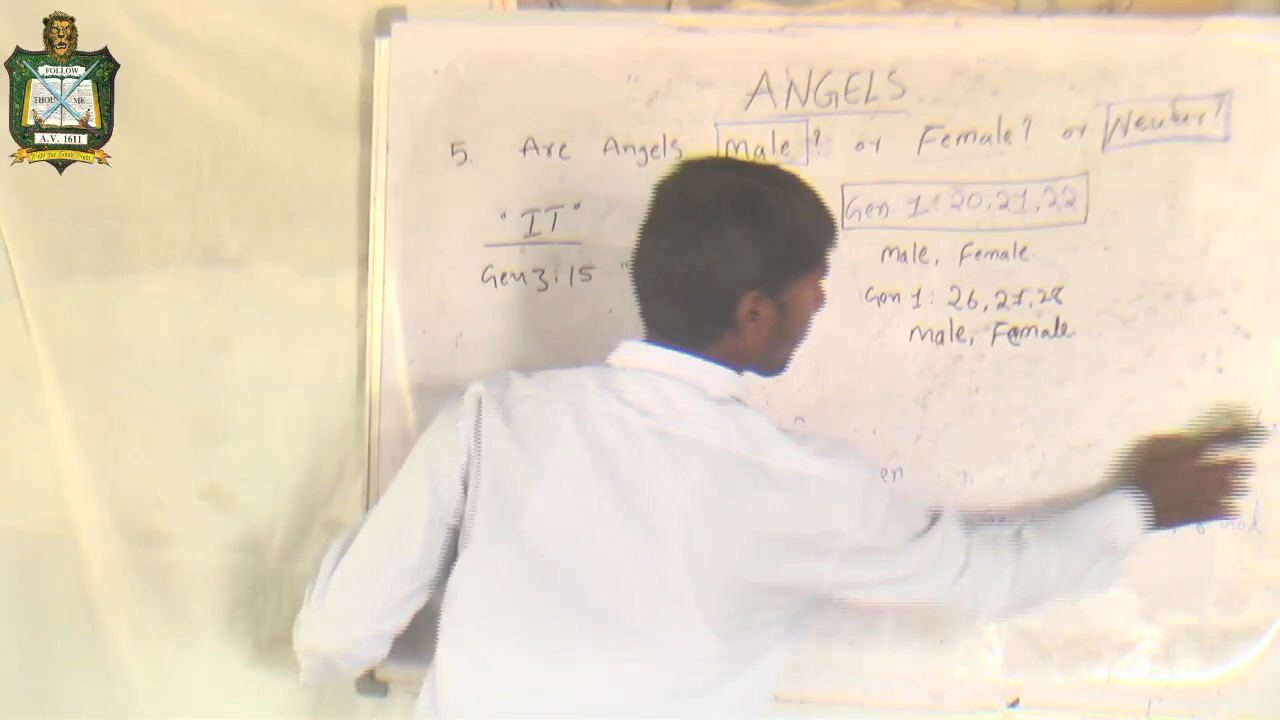 FOLLOW
THOU ME
A.V. 1611
ANGELS
5. Are Angels Male? or Female? or Neuter?
"IT"
Gen 3:15
Gen 1:20,21,22
Male, Female
Gen 1:26,27,28
Male, Female
en